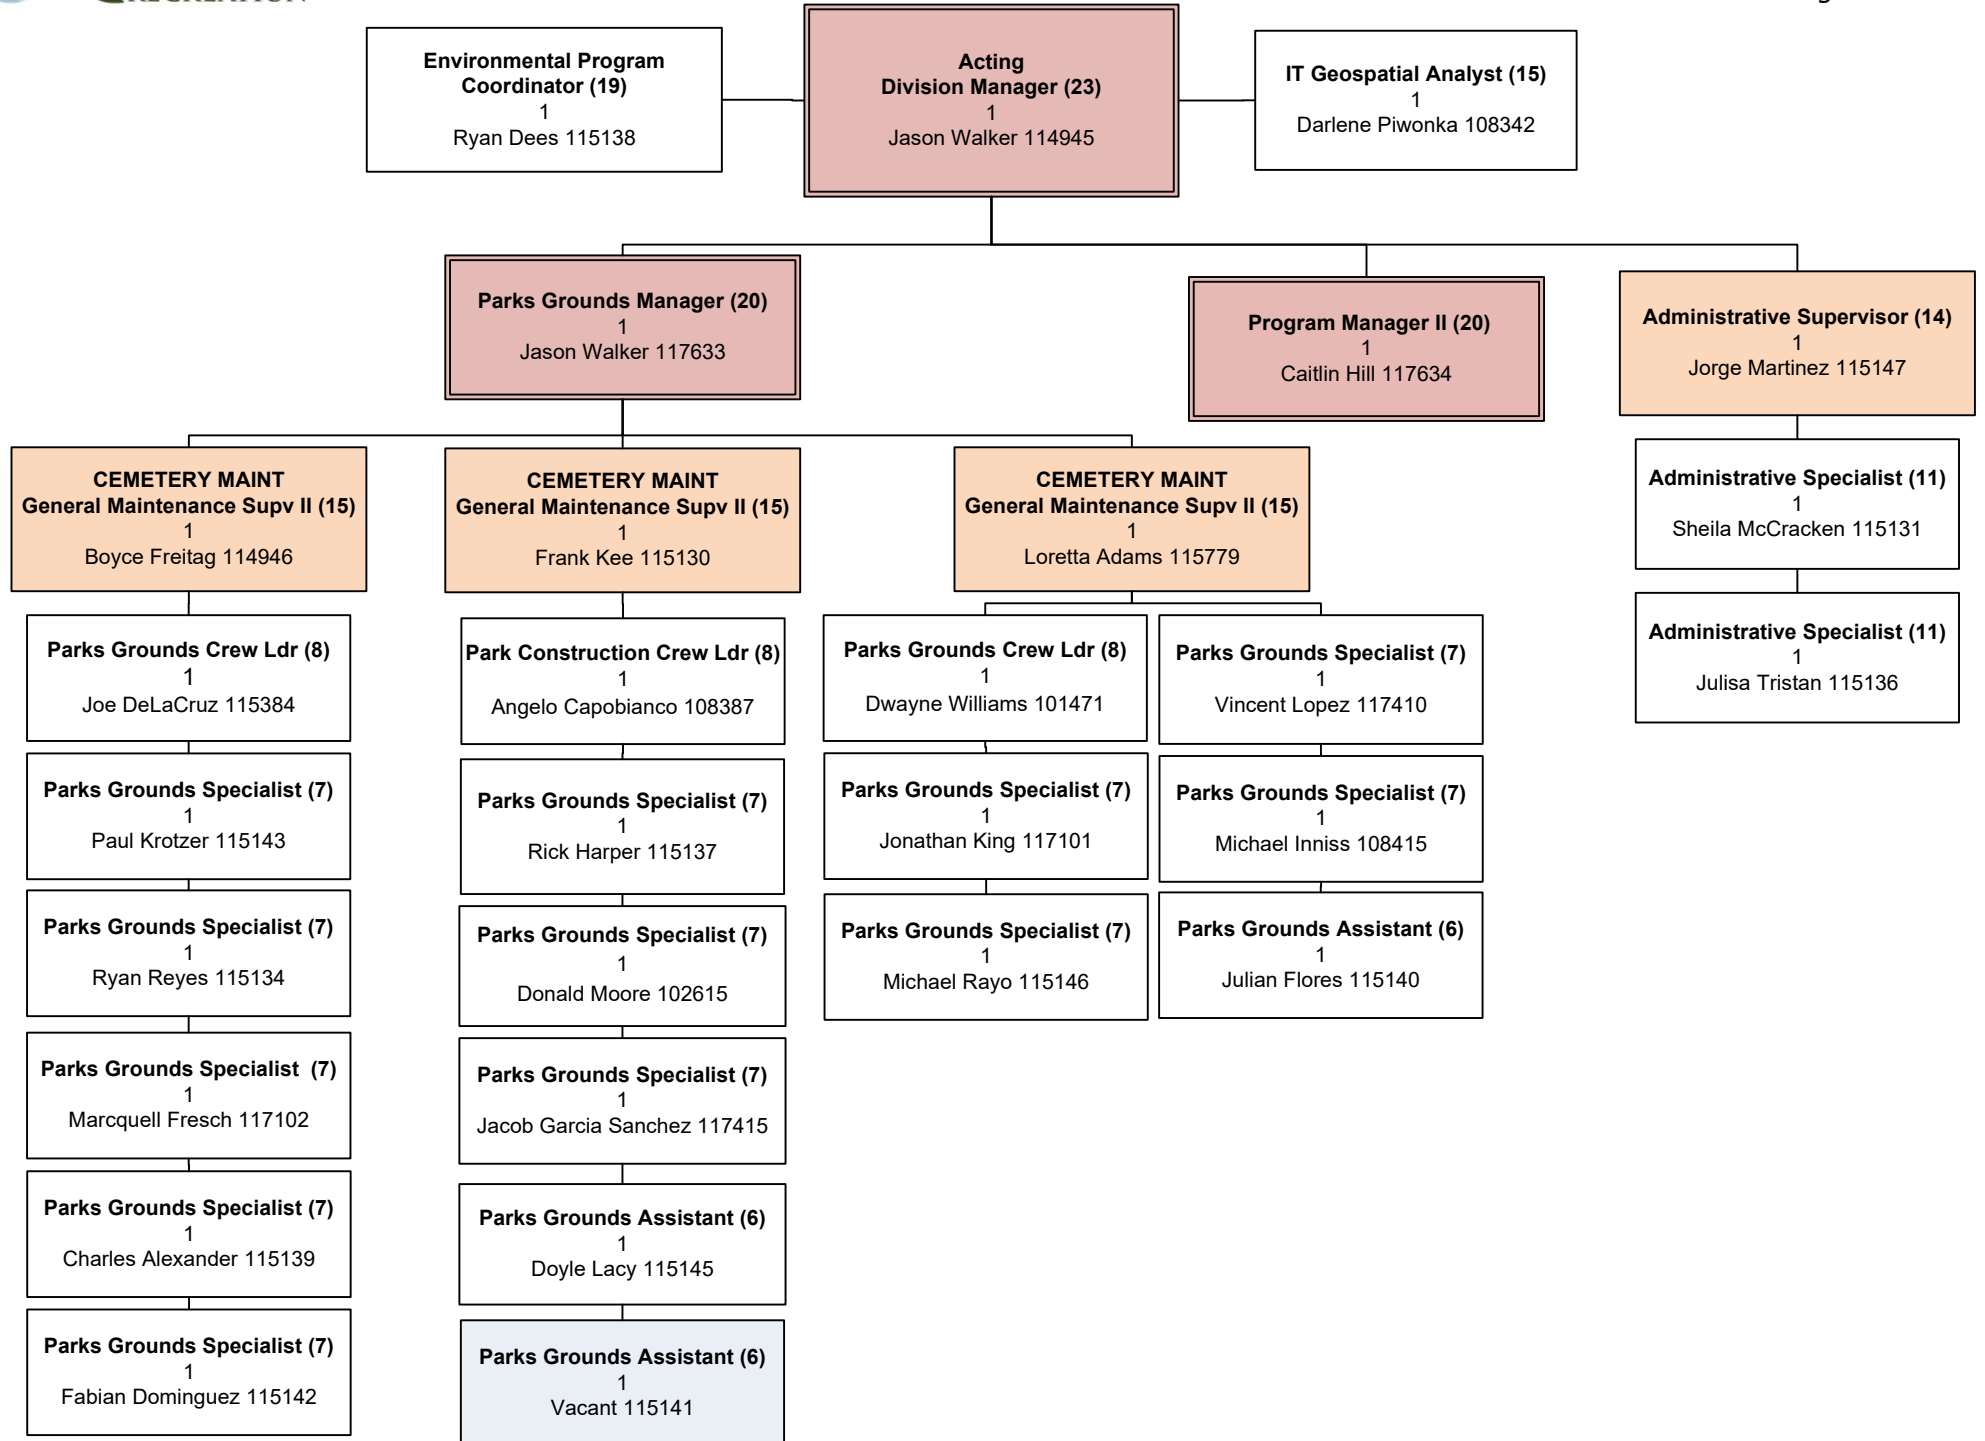 Environmental Program
Coordinator (19)
1
Ryan Dees 115138
Acting
Division Manager (23)
1
Jason Walker 114945
IT Geospatial Analyst (15)
1
Darlene Piwonka 108342
Parks Grounds Manager (20)
1
Jason Walker 117633
Program Manager II (20)
1
Caitlin Hill 117634
Administrative Supervisor (14)
1
Jorge Martinez 115147
CEMETERY MAINT
General Maintenance Supv II (15)
1
Boyce Freitag 114946
CEMETERY MAINT
General Maintenance Supv II (15)
1
Frank Kee 115130
CEMETERY MAINT
General Maintenance Supv II (15)
1
Loretta Adams 115779
Administrative Specialist (11)
1
Sheila McCracken 115131
Administrative Specialist (11)
1
Julisa Tristan 115136
Parks Grounds Crew Ldr (8)
1
Joe DeLaCruz 115384
Parks Grounds Specialist (7)
1
Paul Krotzer 115143
Parks Grounds Specialist (7)
1
Ryan Reyes 115134
Parks Grounds Specialist (7)
1
Marcquell Fresch 117102
Parks Grounds Specialist (7)
1
Charles Alexander 115139
Parks Grounds Specialist (7)
1
Fabian Dominguez 115142
Park Construction Crew Ldr (8)
1
Angelo Capobianco 108387
Parks Grounds Specialist (7)
1
Rick Harper 115137
Parks Grounds Specialist (7)
1
Donald Moore 102615
Parks Grounds Specialist (7)
1
Jacob Garcia Sanchez 117415
Parks Grounds Assistant (6)
1
Doyle Lacy 115145
Parks Grounds Assistant (6)
1
Vacant 115141
Parks Grounds Crew Ldr (8)
1
Dwayne Williams 101471
Parks Grounds Specialist (7)
1
Jonathan King 117101
Parks Grounds Specialist (7)
1
Michael Rayo 115146
Parks Grounds Specialist (7)
1
Vincent Lopez 117410
Parks Grounds Specialist (7)
1
Michael Inniss 108415
Parks Grounds Assistant (6)
1
Julian Flores 115140